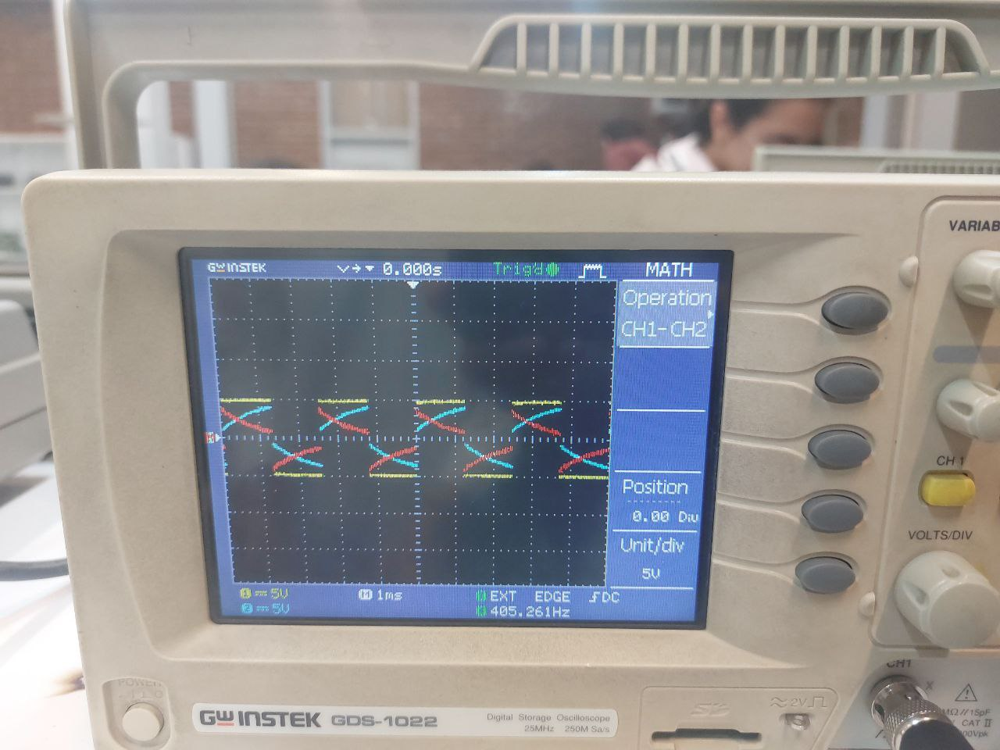 VARIAB
GW INSTEK 0.000s Trig'd MATH
Operation
CH1-CH2
CH 1
Position
0.00 Div
VOLTS/DIV
Unit/div
5V
1 5V M 1ms EXT EDGE DC
2 5V 405.261Hz
CH1
POWER
GW INSTEK GDS-1022 Digital Storage Oscilloscope
25MHz 250M Sa/s
SD
2V
X
MΩ//15pF
CAT II
00Vpk